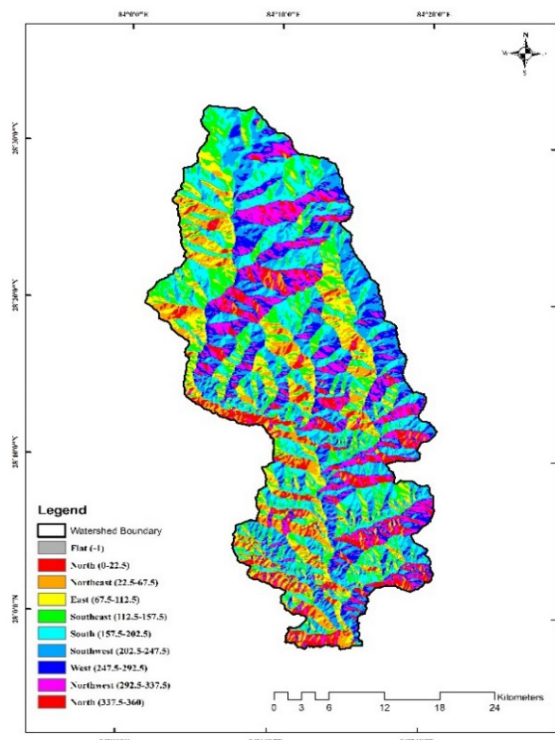 84°0'0"E 84°10'0"E 84°20'0"E
N
S
Legend
Watershed Boundary
Flat (-1)
North (0-22.5)
Northeast (22.5-67.5)
East (67.5-112.5)
Southeast (112.5-157.5)
South (157.5-202.5)
Southwest (202.5-247.5)
West (247.5-292.5)
Northwest (292.5-337.5)
North (337.5-360)
Kilometers
0 3 6 12 18 24